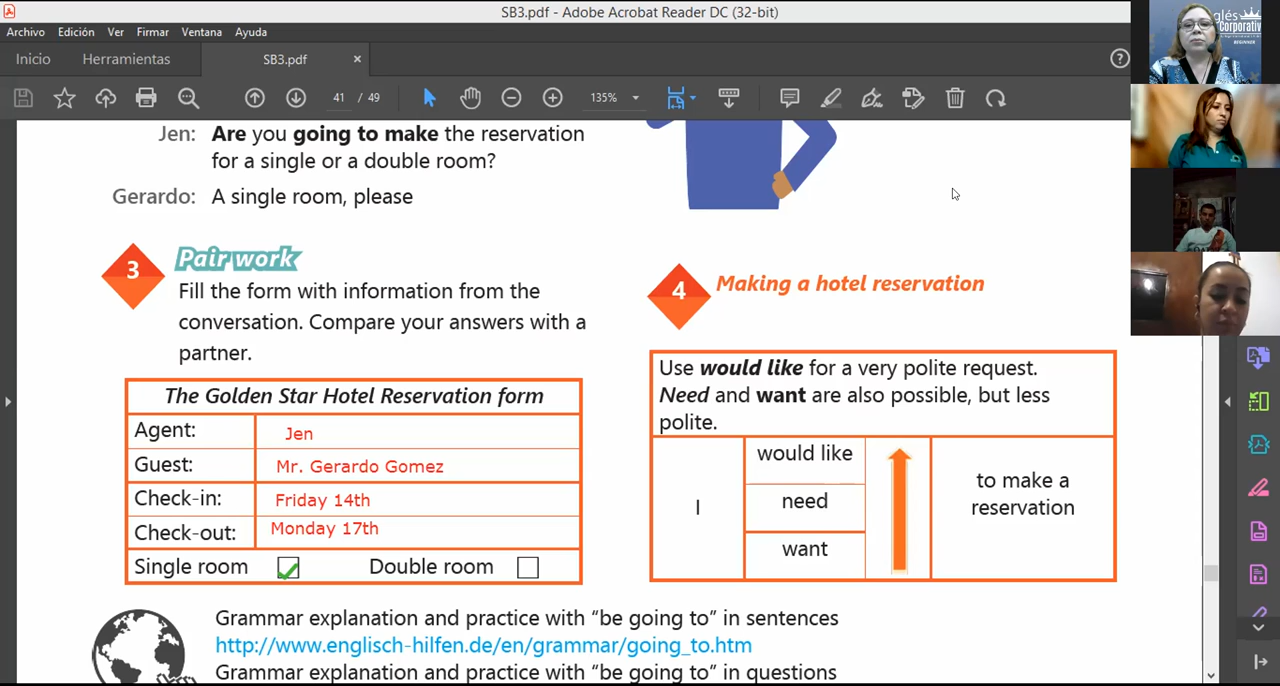 SB3.pdf - Adobe Acrobat Reader DC (32-bit)
Archivo Edición Ver Firmar Ventana Ayuda
Inicio Herramientas SB3.pdf ×
41 / 49 135%
Jen: Are you going to make the reservation
for a single or a double room?
Gerardo: A single room, please
3 Pair work
Fill the form with information from the
conversation. Compare your answers with a
partner.
The Golden Star Hotel Reservation form
Agent: Jen
Guest: Mr. Gerardo Gomez
Check-in: Friday 14th
Check-out: Monday 17th
Single room Double room
4 Making a hotel reservation
Use would like for a very polite request.
Need and want are also possible, but less
polite.
I
would like
need
want
to make a
reservation
Grammar explanation and practice with “be going to” in sentences
http://www.englisch-hilfen.de/en/grammar/going_to.htm
Grammar explanation and practice with “be going to” in questions
glés
Corporativ
BEGINNER